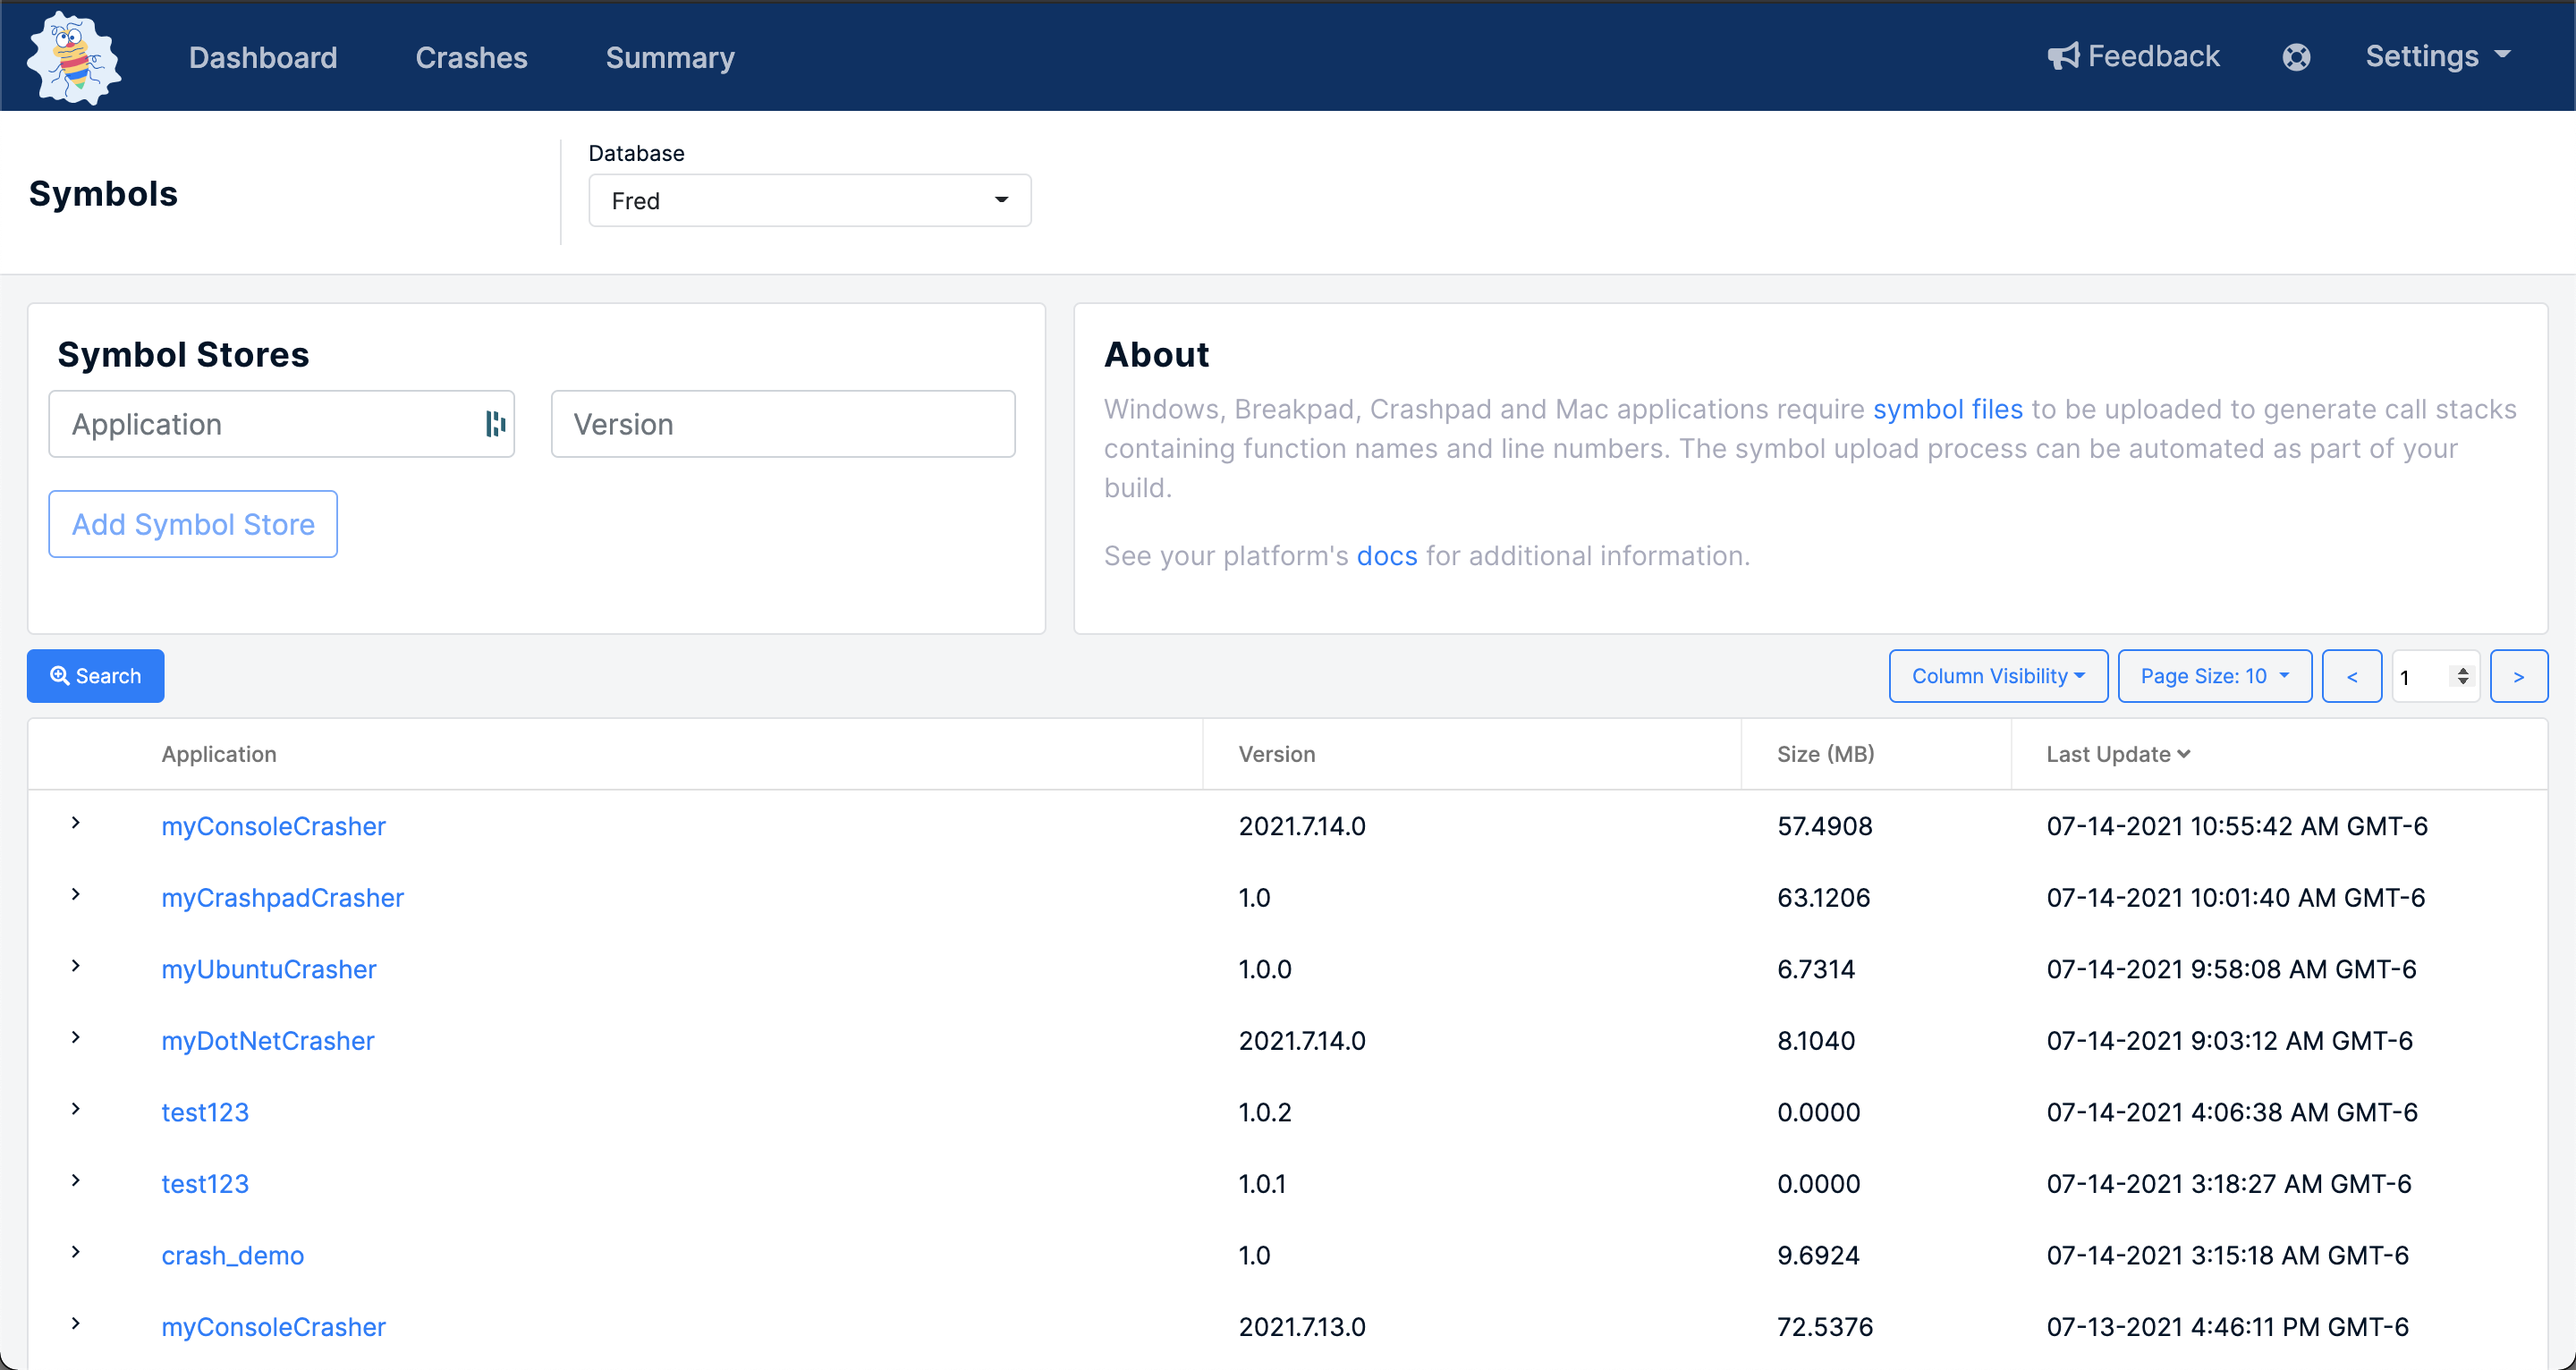 Dashboard Crashes Summary Feedback Settings
Symbols
Database
Fred
Symbol Stores
Application Version
Add Symbol Store
About
Windows, Breakpad, Crashpad and Mac applications require symbol files to be uploaded to generate call stacks
containing function names and line numbers. The symbol upload process can be automated as part of your
build.
See your platform's docs for additional information.
Search Column Visibility Page Size: 10 < 1 >
Application Version Size (MB) Last Update
myConsoleCrasher 2021.7.14.0 57.4908 07-14-2021 10:55:42 AM GMT-6
myCrashpadCrasher 1.0 63.1206 07-14-2021 10:01:40 AM GMT-6
myUbuntuCrasher 1.0.0 6.7314 07-14-2021 9:58:08 AM GMT-6
myDotNetCrasher 2021.7.14.0 8.1040 07-14-2021 9:03:12 AM GMT-6
test123 1.0.2 0.0000 07-14-2021 4:06:38 AM GMT-6
test123 1.0.1 0.0000 07-14-2021 3:18:27 AM GMT-6
crash_demo 1.0 9.6924 07-14-2021 3:15:18 AM GMT-6
myConsoleCrasher 2021.7.13.0 72.5376 07-13-2021 4:46:11 PM GMT-6